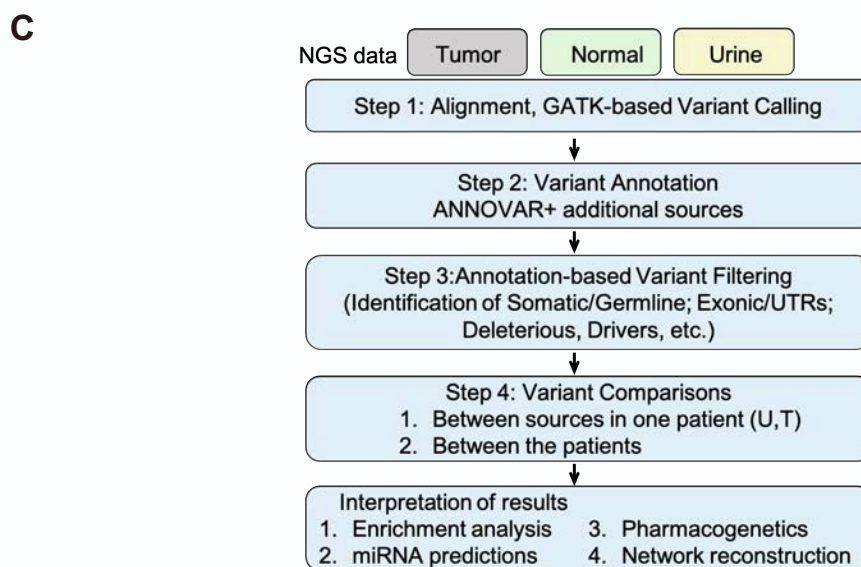 C
NGS data Tumor Normal Urine
Step 1: Alignment, GATK-based Variant Calling
Step 2: Variant Annotation
ANNOVAR+ additional sources
Step 3:Annotation-based Variant Filtering
(Identification of Somatic/Germline; Exonic/UTRs;
Deleterious, Drivers, etc.)
Step 4: Variant Comparisons
1. Between sources in one patient (U,T)
2. Between the patients
Interpretation of results
1. Enrichment analysis 3. Pharmacogenetics
2. miRNA predictions 4. Network reconstruction